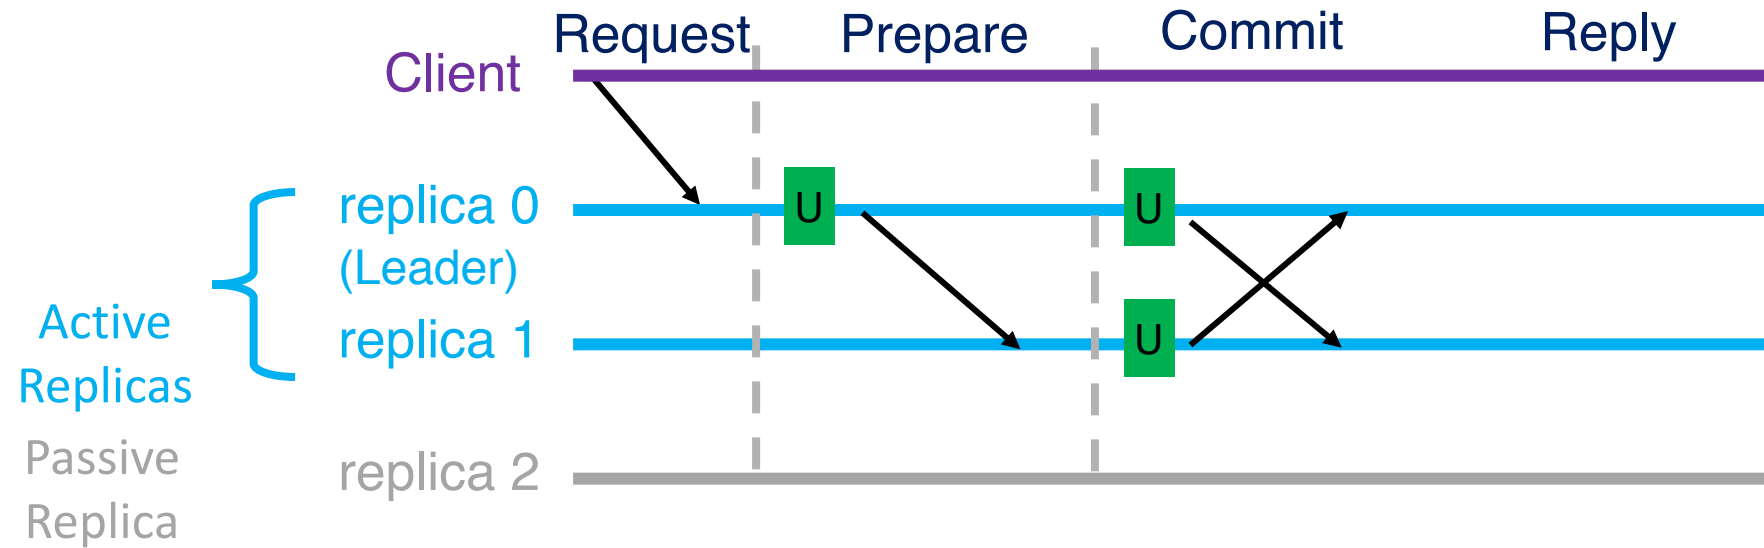 Request Prepare Commit Reply
Client
replica 0
U
U
(Leader)
Active
Replicas
replica 1
U
Passive
Replica
replica 2